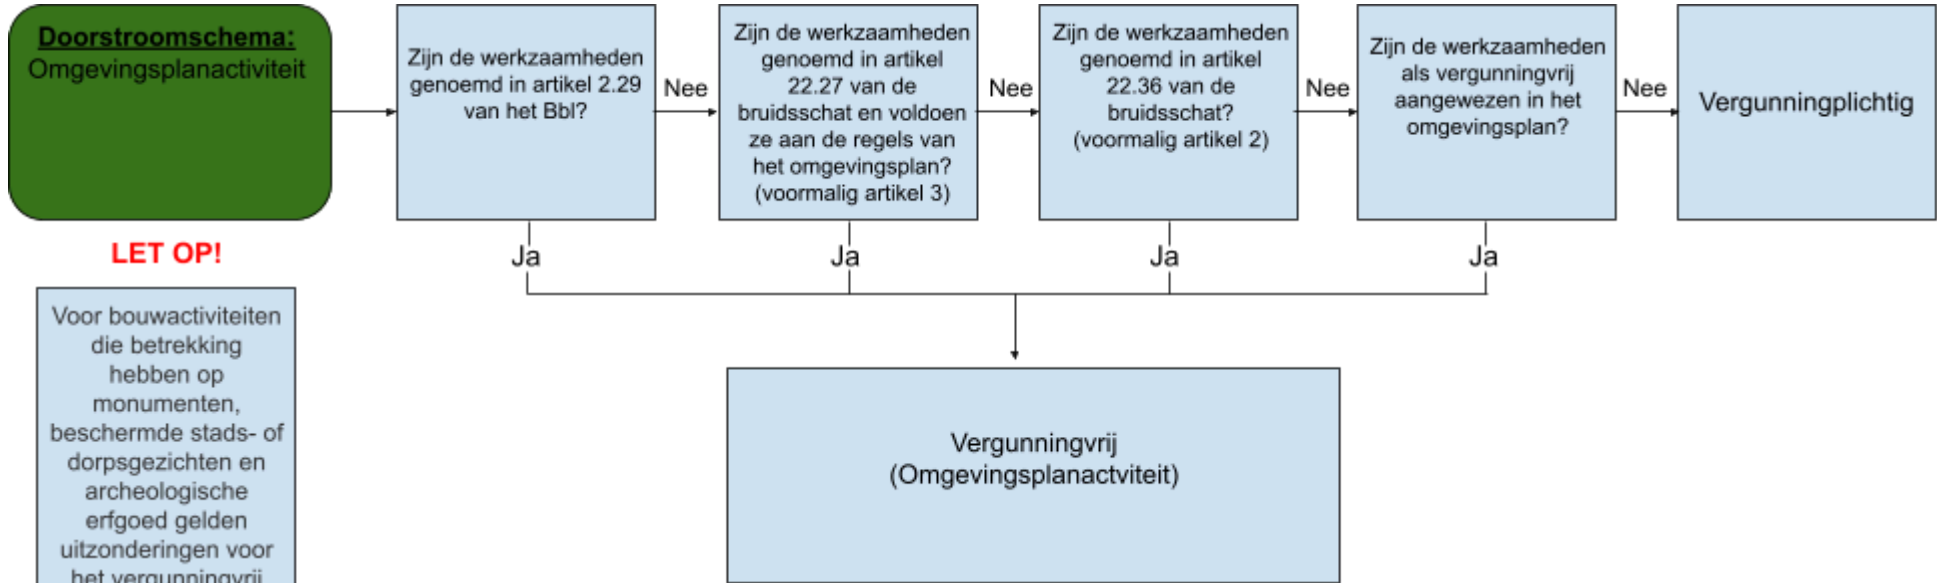 Doorstroomschema:
Omgevingsplanactiviteit
Zijn de werkzaamheden
genoemd in artikel 2.29
van het Bbl?
Nee
Zijn de werkzaamheden
genoemd in artikel
22.27 van de
bruidsschat en voldoen
ze aan de regels van
het omgevingsplan?
(voormalig artikel 3)
Nee
Zijn de werkzaamheden
genoemd in artikel
22.36 van de
bruidsschat?
(voormalig artikel 2)
Nee
Zijn de werkzaamheden
als vergunningvrij
aangewezen in het
omgevingsplan?
Nee
Vergunningplichtig
Ja
Ja
Ja
Ja
LET OP!
Voor bouwactiviteiten
die betrekking
hebben op
monumenten,
beschermde stads- of
dorpsgezichten en
archeologische
erfgoed gelden
uitzonderingen voor
het vergunningvrij
Vergunningvrij
(Omgevingsplanactviteit)